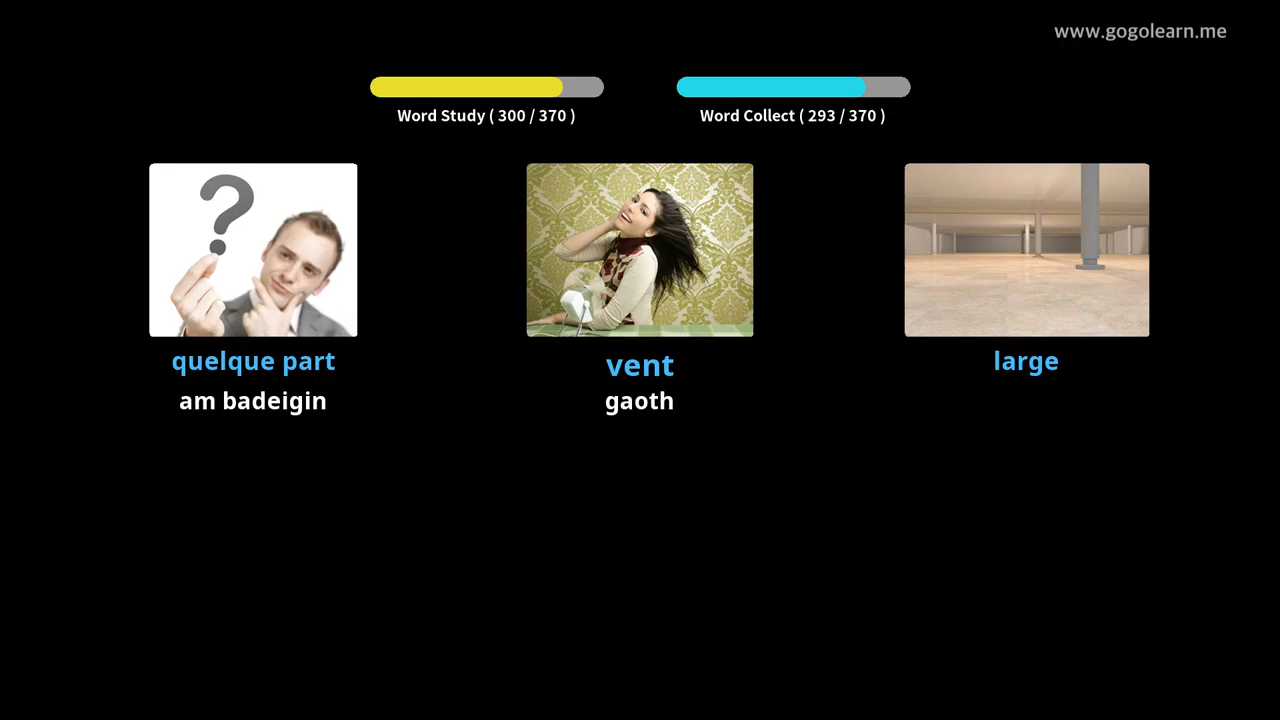 www.gogolearn.me
Word Study ( 300 / 370 )
Word Collect ( 293 / 370 )
quelque part
am badeigin
vent
gaoth
large